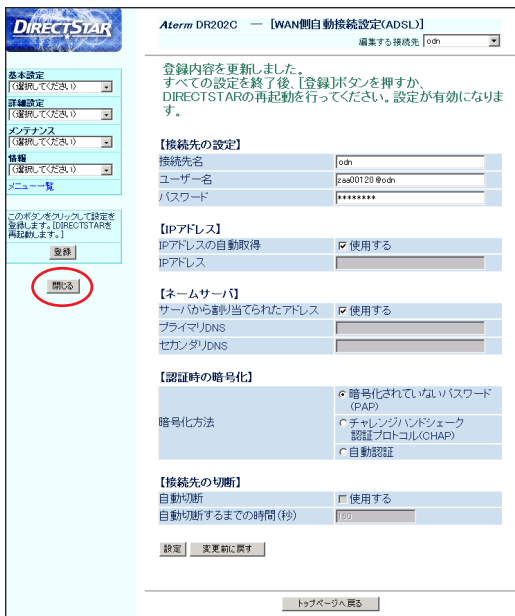 DIRECTSTAR
Aterm DR202C — [WAN側自動接続設定(ADSL)]
編集する接続先 odn
基本設定
(選択してください)
詳細設定
(選択してください)
メンテナンス
(選択してください)
情報
(選択してください)
メニュー一覧
このボタンをクリックして設定を
登録します。[DIRECTSTARを
再起動します。]
登録
閉じる
登録内容を更新しました。
すべての設定を終了後、[登録]ボタンを押すか、
DIRECTSTARの再起動を行ってください。設定が有効になりま
す。
【接続先の設定】
接続先名 odn
ユーザー名 zaa00120@odn
パスワード ********
【IPアドレス】
IPアドレスの自動取得 使用する
IPアドレス
【ネームサーバ】
サーバから割り当てられたアドレス 使用する
プライマリDNS
セカンダリDNS
【認証時の暗号化】
暗号化方法
暗号化されていないパスワード
(PAP)
チャレンジハンドシェーク
認証プロトコル(CHAP)
自動認証
【接続先の切断】
自動切断 使用する
自動切断するまでの時間(秒)
設定 変更前に戻す
トップページへ戻る